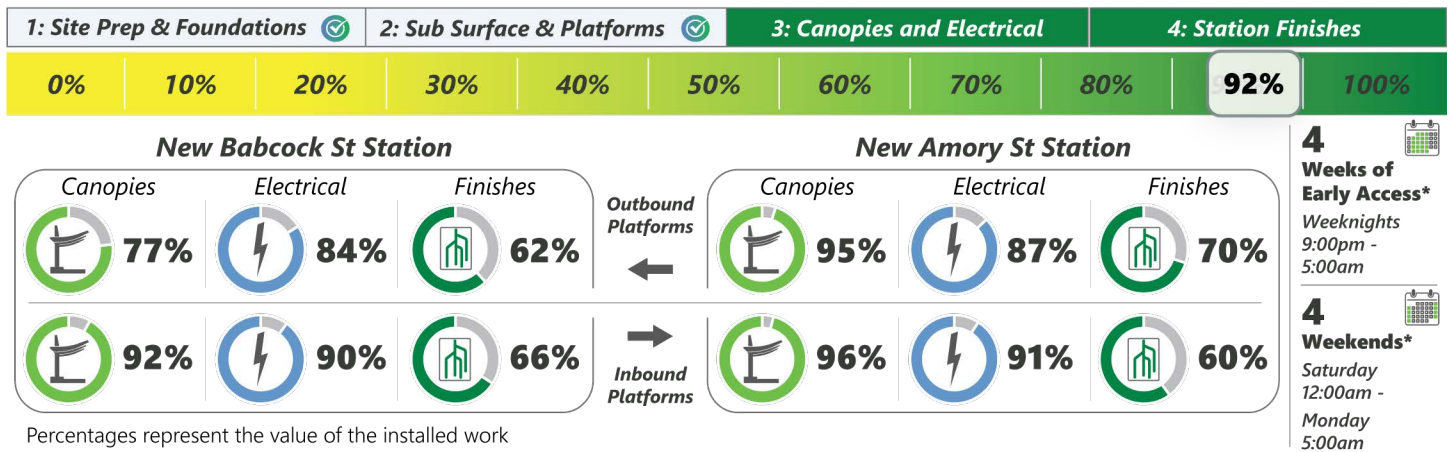 1: Site Prep & Foundations
2: Sub Surface & Platforms
3: Canopies and Electrical
4: Station Finishes
0% 10% 20% 30% 40% 50% 60% 70% 80% 92% 100%
New Babcock St Station
Canopies Electrical Finishes
77% 84% 62%
92% 90% 66%
Outbound
Platforms
Inbound
Platforms
New Amory St Station
Canopies Electrical Finishes
95% 87% 70%
96% 91% 60%
4
Weeks of
Early Access*
Weeknights
9:00pm -
5:00am
4
Weekends*
Saturday
12:00am -
Monday
5:00am
Percentages represent the value of the installed work